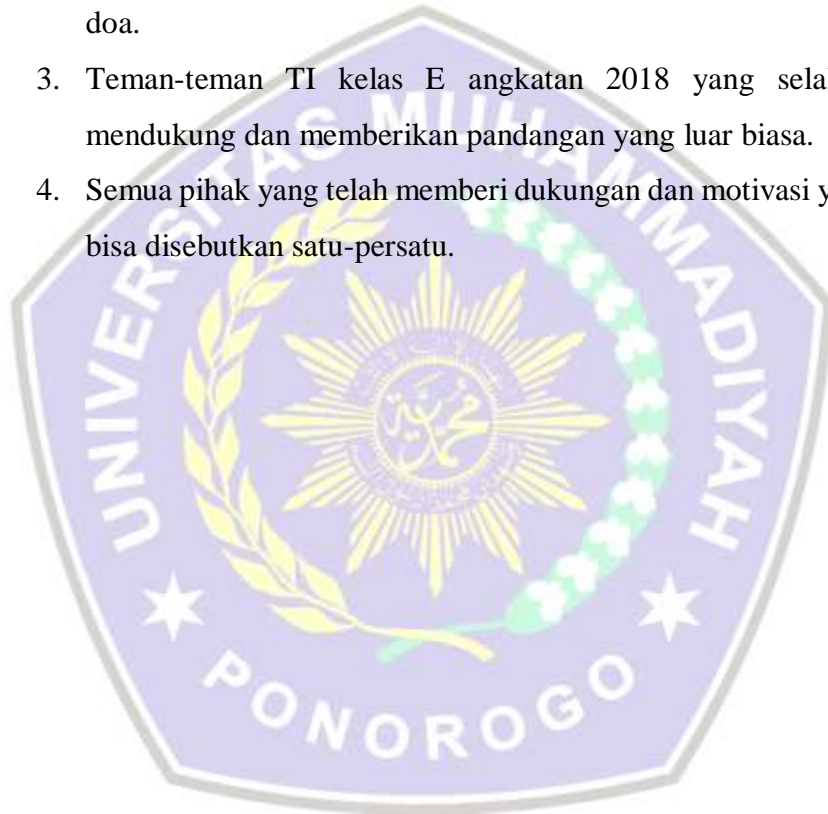 doa.
3. Teman-teman TI kelas E angkatan 2018 yang sela
mendukung dan memberikan pandangan yang luar biasa.
4. Semua pihak yang telah memberi dukungan dan motivasi y
bisa disebutkan satu-persatu.
UNIVERSITAS MUHAMMADIYAH
PONOROGO